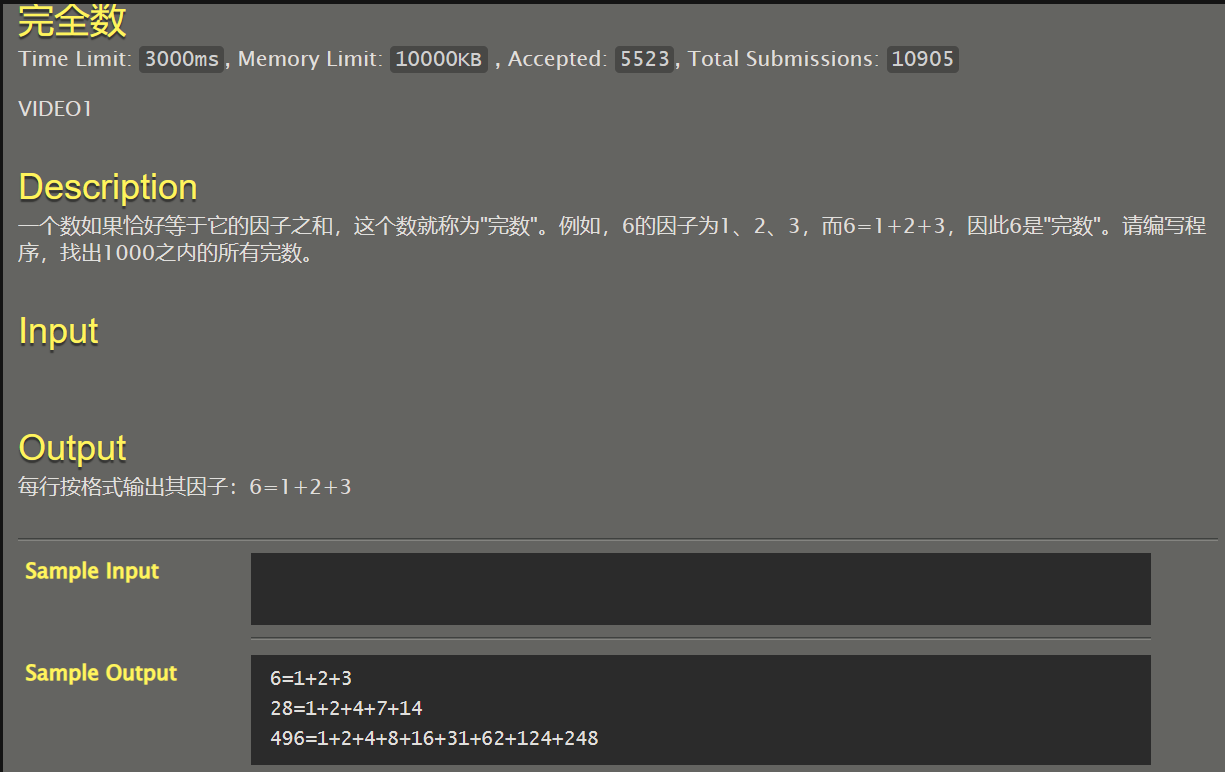 完全数
Time Limit: 3000ms, Memory Limit: 10000KB , Accepted: 5523, Total Submissions: 10905
VIDEO1
Description
一个数如果恰好等于它的因子之和，这个数就称为"完数"。例如，6的因子为1、2、3，而6=1+2+3，因此6是"完数"。请编写程
序，找出1000之内的所有完数。
Input
Output
每行按格式输出其因子：6=1+2+3
Sample Input
Sample Output
6=1+2+3
28=1+2+4+7+14
496=1+2+4+8+16+31+62+124+248